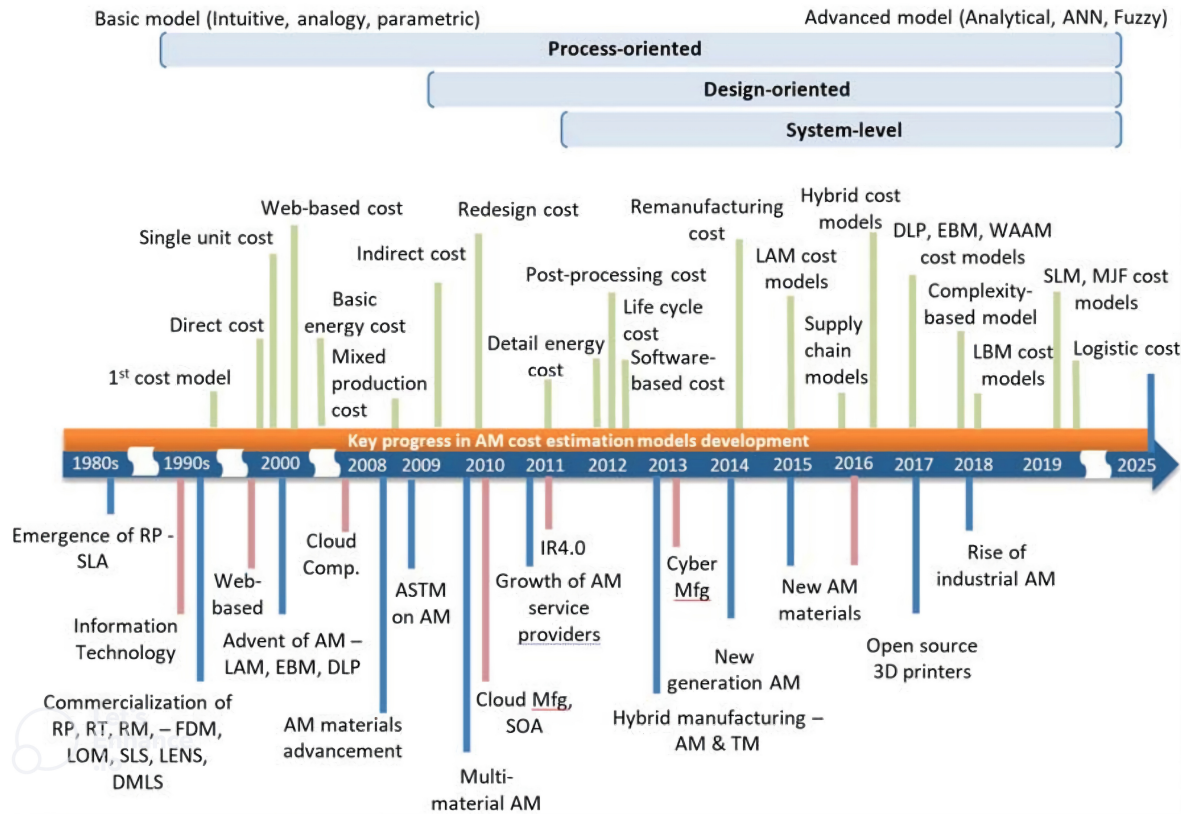 Basic model (Intuitive, analogy, parametric)
Advanced model (Analytical, ANN, Fuzzy)
Process-oriented
Design-oriented
System-level
Web-based cost
Single unit cost
Direct cost
1st cost model
Basic
energy cost
Mixed
production
cost
Indirect cost
Redesign cost
Detail energy
cost
Post-processing cost
Life cycle
cost
Software-
based cost
Remanufacturing
cost
LAM cost
models
Supply
chain
models
Hybrid cost
models
DLP, EBM, WAAM
cost models
Complexity-
based model
LBM cost
models
SLM, MJF cost
models
Logistic cost
Key progress in AM cost estimation models development
1980s
1990s
2000
2008
2009
2010
2011
2012
2013
2014
2015
2016
2017
2018
2019
2025
Emergence of RP -
SLA
Information
Technology
Commercialization of
RP, RT, RM, – FDM,
LOM, SLS, LENS,
DMLS
Web-
based
Advent of AM –
LAM, EBM, DLP
Cloud
Comp.
AM materials
advancement
ASTM
on AM
Multi-
material AM
Cloud Mfg,
SOA
Growth of AM
service
providers
IR4.0
Hybrid manufacturing –
AM & TM
Cyber
Mfg
New
generation AM
New AM
materials
Open source
3D printers
Rise of
industrial AM